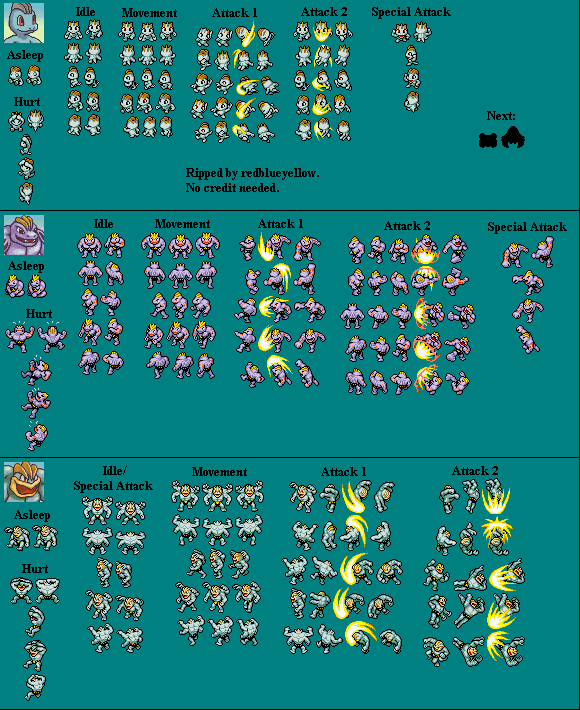 Idle
Movement
Attack 1
Attack 2
Special Attack
Asleep
Hurt
Next:
Ripped by redblueyellow.
No credit needed.
Idle
Movement
Attack 1
Attack 2
Special Attack
Asleep
Hurt
Idle/
Special Attack
Movement
Attack 1
Attack 2
Asleep
Hurt